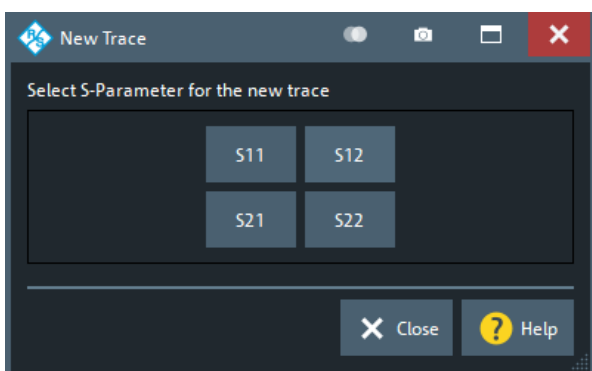 New Trace
Select S-Parameter for the new trace
S11 S12
S21 S22
Close ? Help